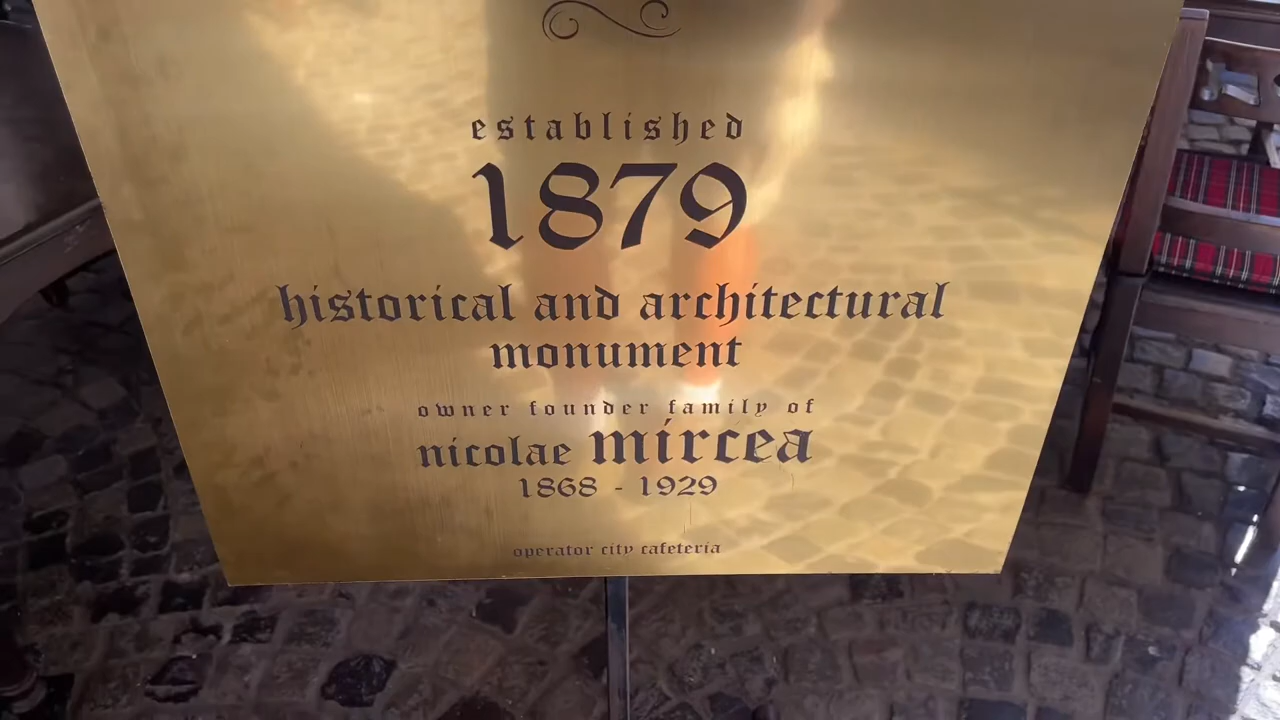 established
1879
historical and architectural
monument
owner founder family of
nicolae mircea
1868 - 1929
operator city cafeteria